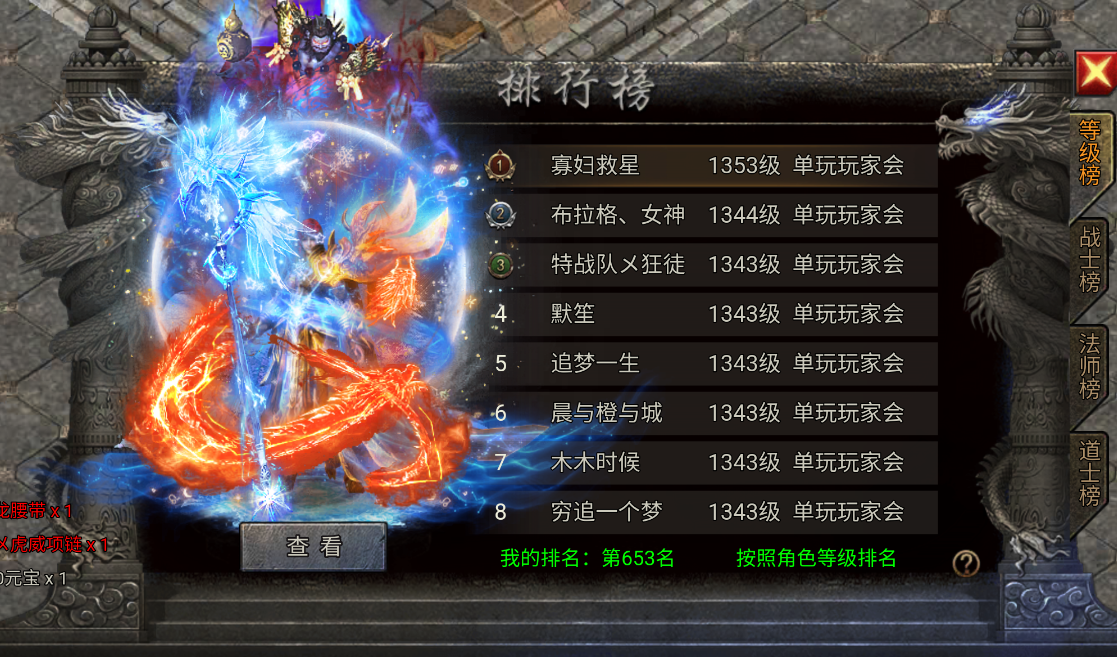 排行榜
1 寡妇救星 1353级 单玩玩家会
2 布拉格、女神 1344级 单玩玩家会
3 特战队メ狂徒 1343级 单玩玩家会
4 默笙 1343级 单玩玩家会
5 追梦一生 1343级 单玩玩家会
6 晨与橙与城 1343级 单玩玩家会
7 木木时候 1343级 单玩玩家会
8 穷追一个梦 1343级 单玩玩家会
我的排名：第653名 按照角色等级排名
?
查看
等级榜
战士榜
法师榜
道士榜
龙腰带 x 1
メ虎威项链 x 1
0元宝 x 1